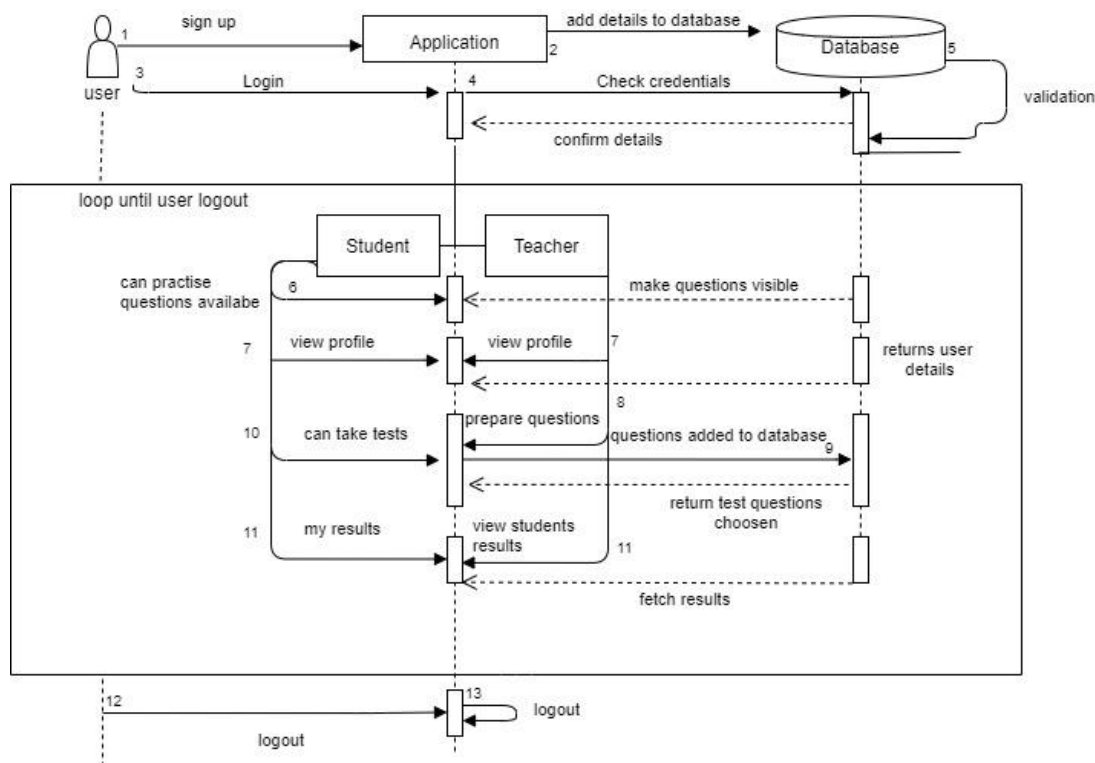 sign up
add details to database
1
Application
2
Database
5
3
user
Login
4
Check credentials
validation
confirm details
loop until user logout
Student
Teacher
can practise
questions availabe
6
make questions visible
7
view profile
view profile
7
returns user
details
8
prepare questions
10
can take tests
questions added to database
9
return test questions
choosen
11
my results
view students
results
11
fetch results
12
13
logout
logout